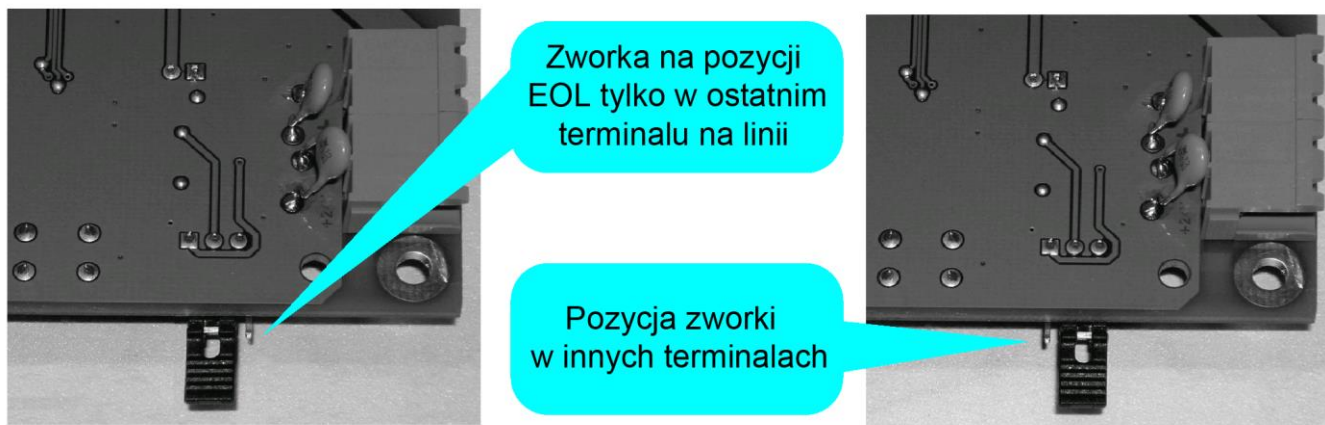 Zworka na pozycji
EOL tylko w ostatnim
terminalu na linii
Pozycja zworki
w innych terminalach